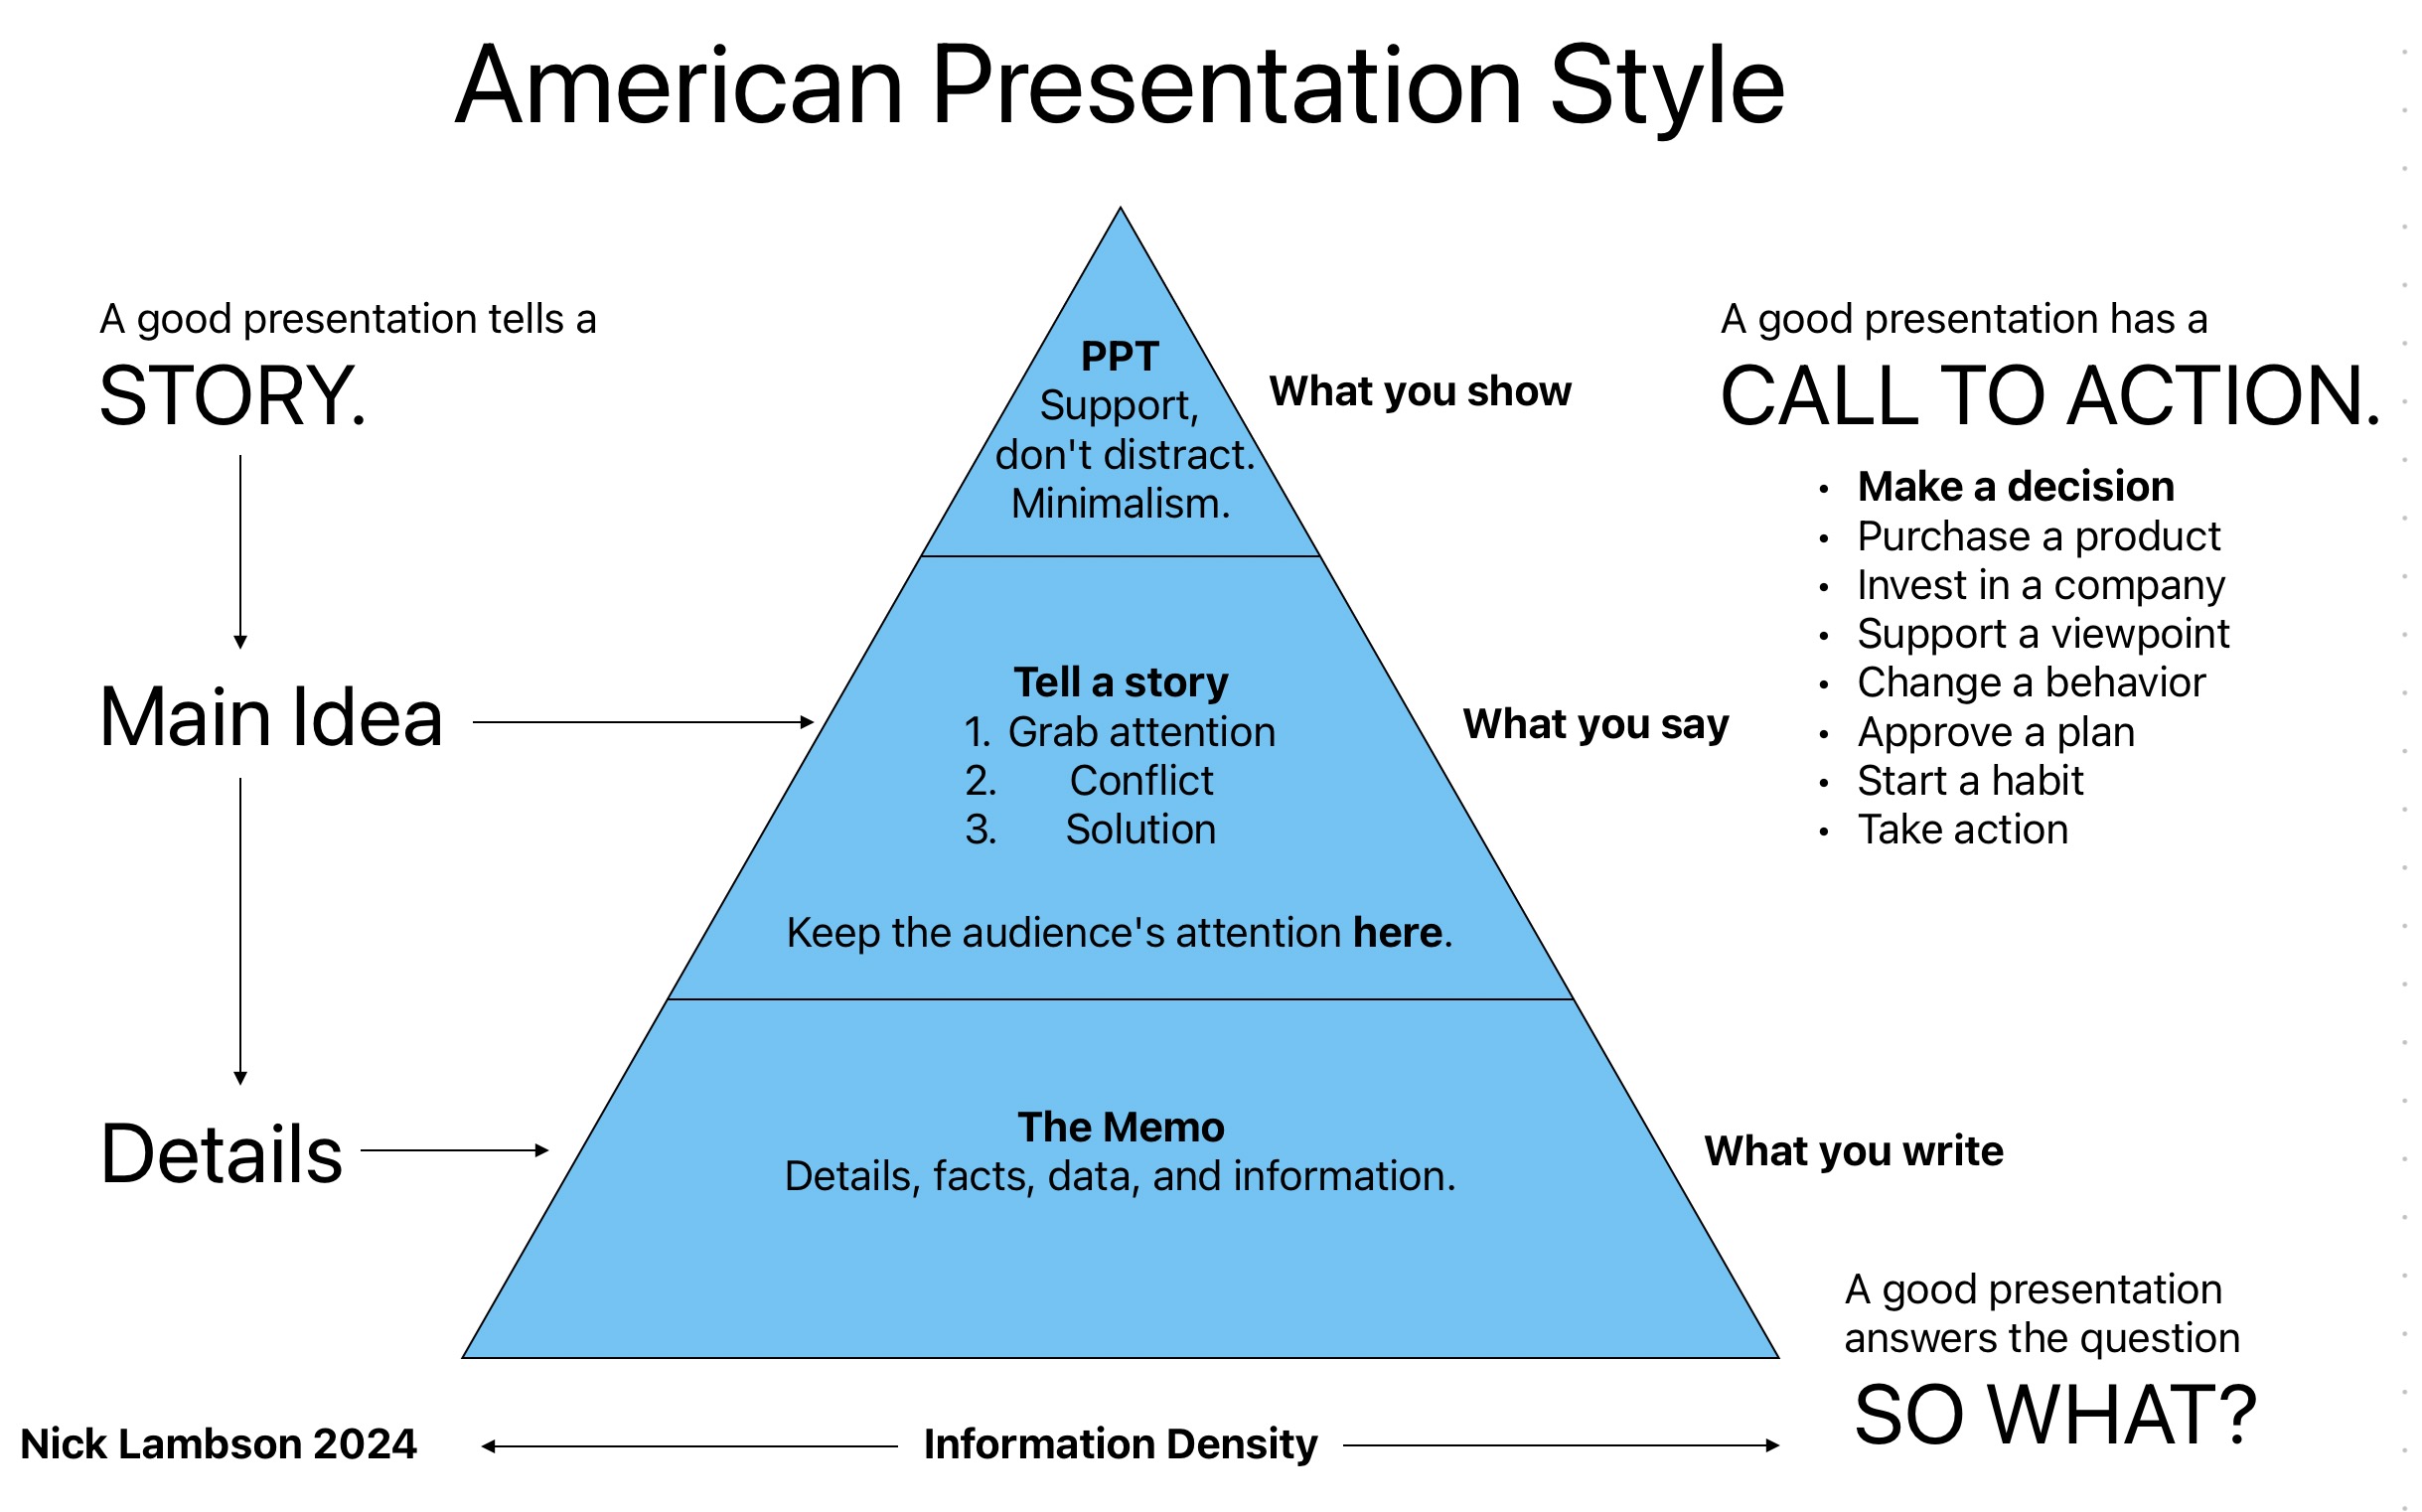 American Presentation Style
A good presentation tells a
STORY.
Main Idea
Details
PPT
Support,
don't distract.
Minimalism.
What you show
Tell a story
1. Grab attention
2. Conflict
3. Solution
Keep the audience's attention here.
What you say
The Memo
Details, facts, data, and information.
What you write
A good presentation has a
CALL TO ACTION.
• Make a decision
• Purchase a product
• Invest in a company
• Support a viewpoint
• Change a behavior
• Approve a plan
• Start a habit
• Take action
A good presentation
answers the question
SO WHAT?
Nick Lambson 2024
Information Density